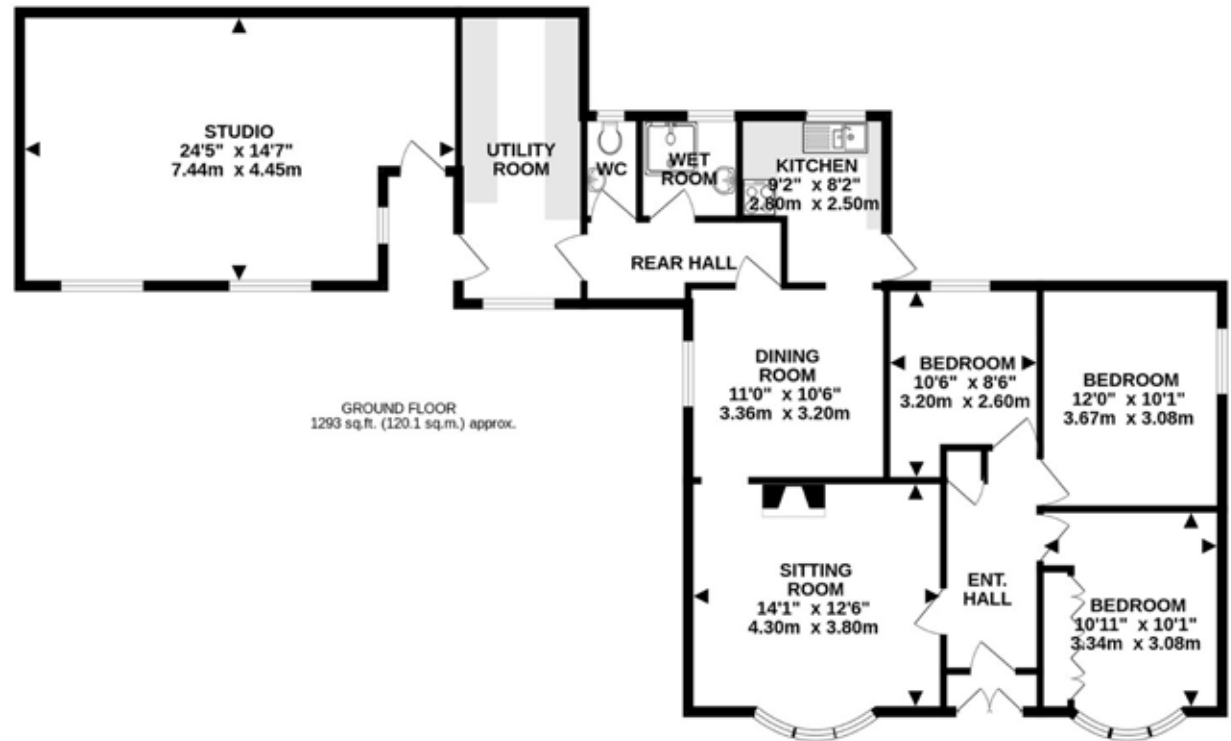 STUDIO
24'5" x 14'7"
7.44m x 4.45m
UTILITY
ROOM
WC
WET
ROOM
KITCHEN
9'2" x 8'2"
2.80m x 2.50m
REAR HALL
DINING
ROOM
11'0" x 10'6"
3.36m x 3.20m
BEDROOM
10'6" x 8'6"
3.20m x 2.60m
BEDROOM
12'0" x 10'1"
3.67m x 3.08m
GROUND FLOOR
1293 sq.ft. (120.1 sq.m.) approx.
SITTING
ROOM
14'1" x 12'6"
4.30m x 3.80m
ENT.
HALL
BEDROOM
10'11" x 10'1"
3.34m x 3.08m